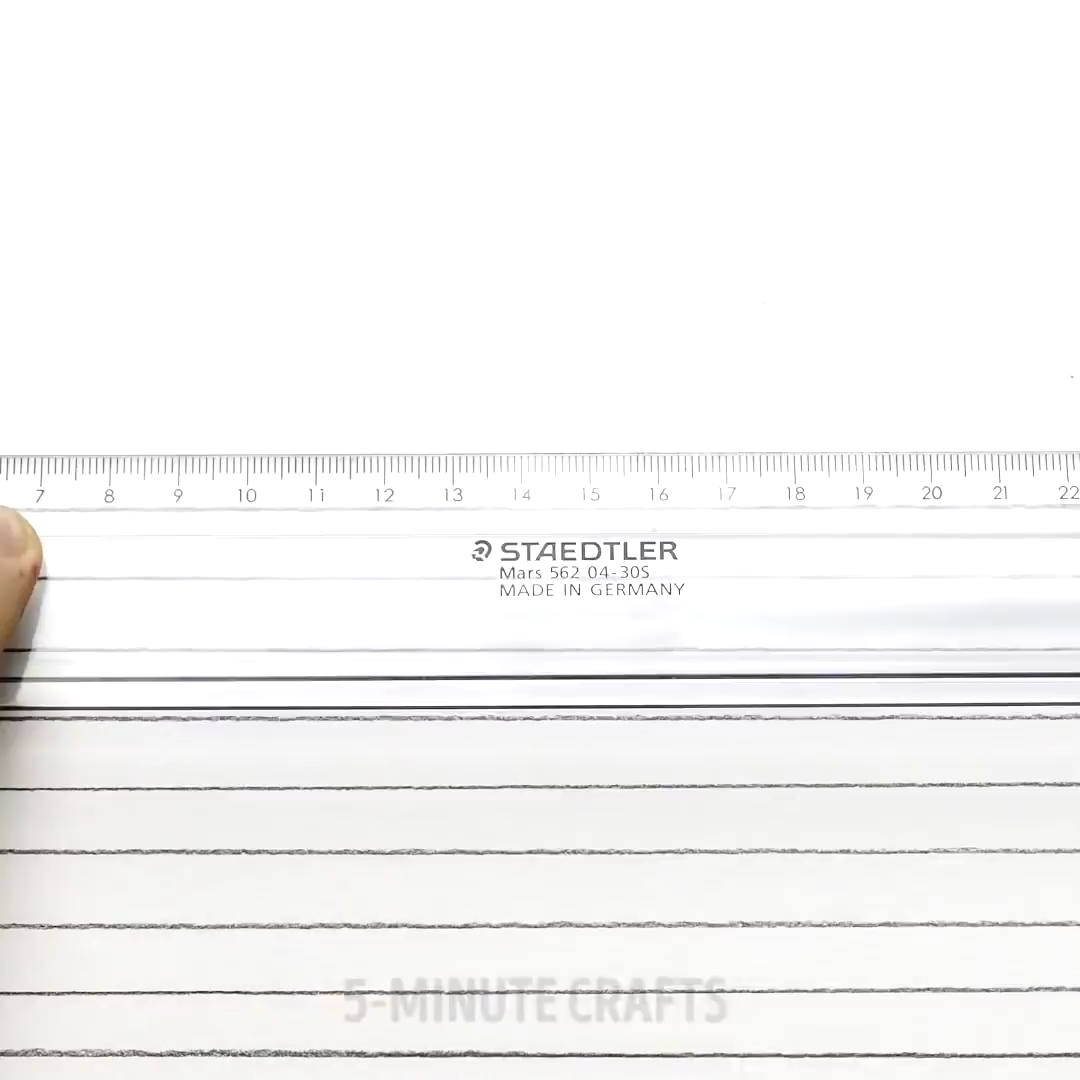 7 8 9 10 11 12 13 14 15 16 17 18 19 20 21 22
STAEDTLER
Mars 562 04-30S
MADE IN GERMANY
5-MINUTE CRAFTS